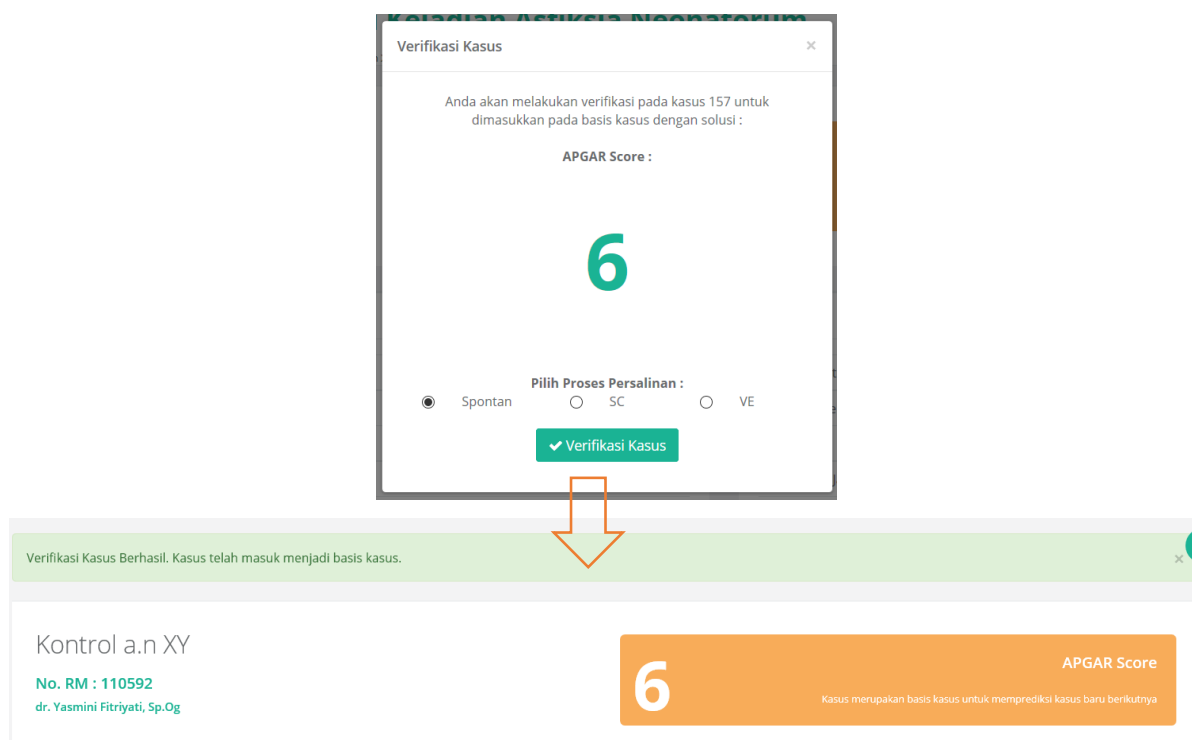 Kejadian Asfiksia Neonatorum
Verifikasi Kasus ×
Anda akan melakukan verifikasi pada kasus 157 untuk
dimasukkan pada basis kasus dengan solusi :
APGAR Score :
6
Pilih Proses Persalinan :
Spontan SC VE
✔ Verifikasi Kasus
Verifikasi Kasus Berhasil. Kasus telah masuk menjadi basis kasus. ×
Kontrol a.n XY
No. RM : 110592
dr. Yasmini Fitriyati, Sp.Og
6
APGAR Score
Kasus merupakan basis kasus untuk memprediksi kasus baru berikutnya